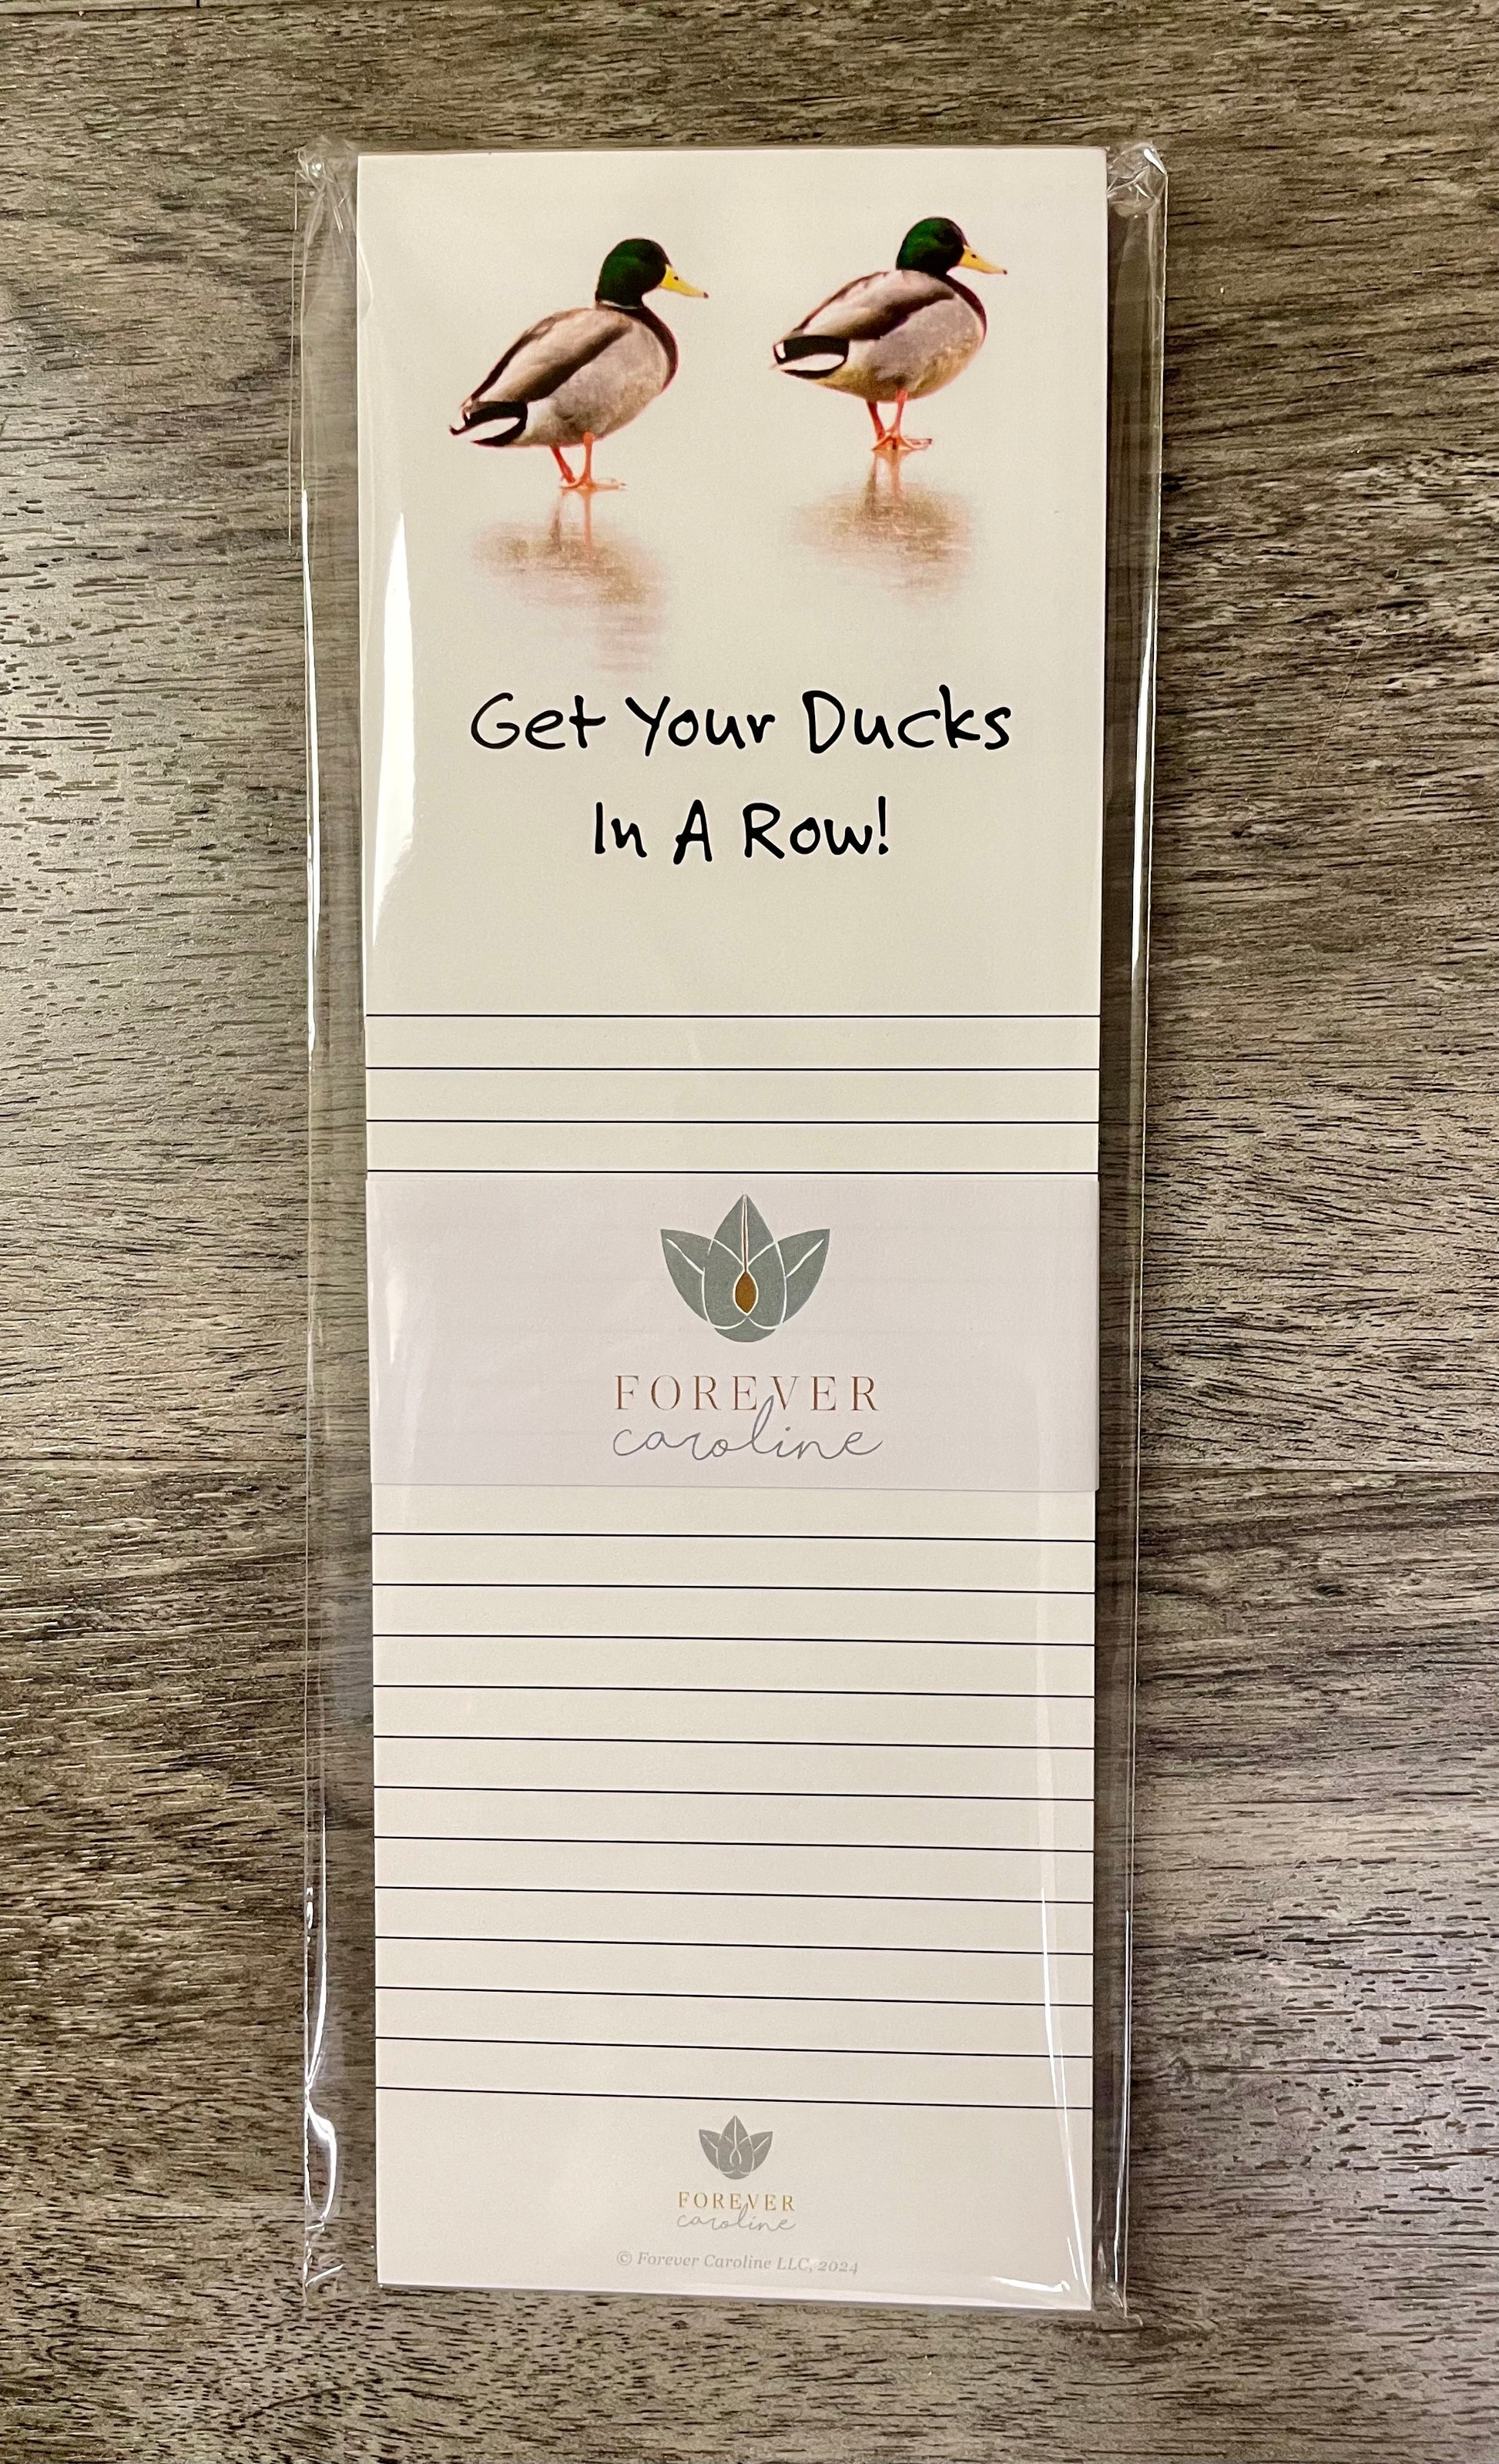 Get Your Ducks
In A Row!
FOREVER
caroline
FOREVER
caroline
© Forever Caroline LLC, 2024